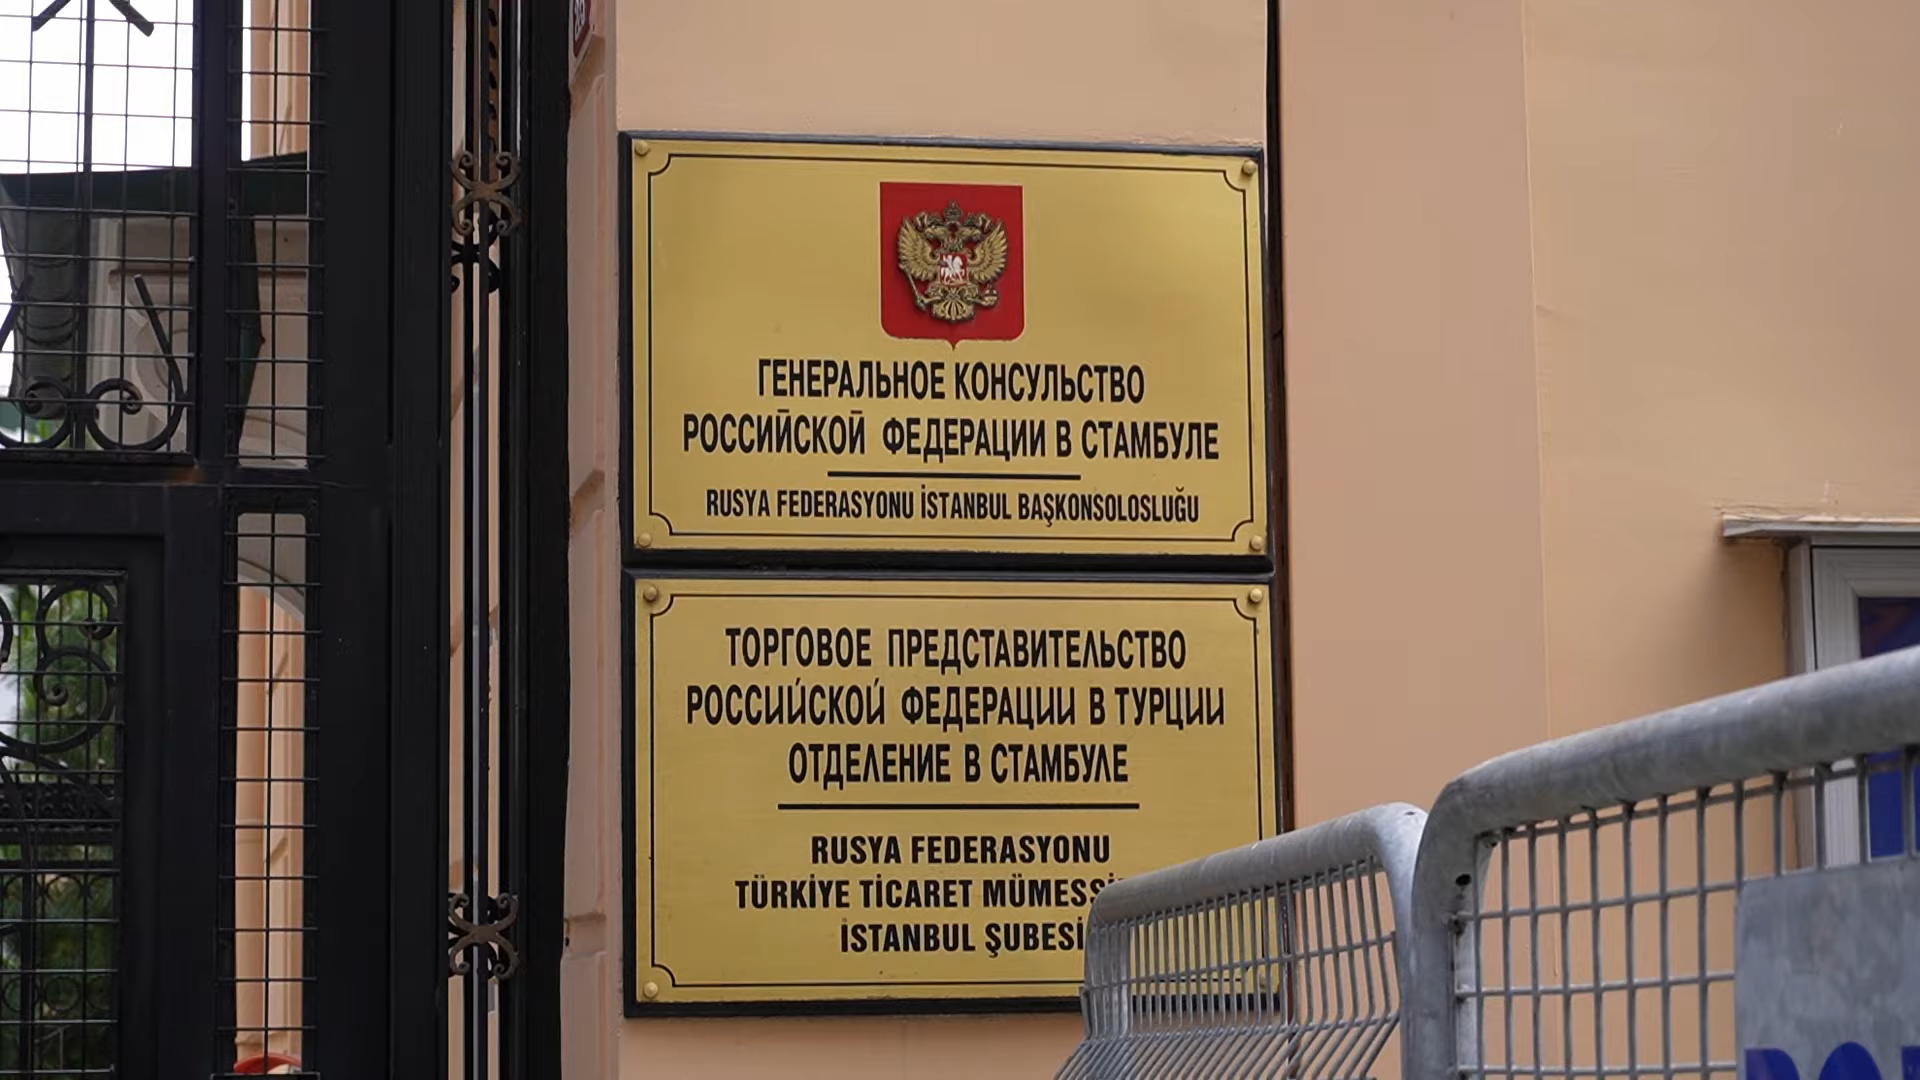 ГЕНЕРАЛЬНОЕ КОНСУЛЬСТВО
РОССИЙСКОЙ ФЕДЕРАЦИИ В СТАМБУЛЕ
RUSYA FEDERASYONU İSTANBUL BAŞKONSOLOSLUĞU
ТОРГОВОЕ ПРЕДСТАВИТЕЛЬСТВО
РОССИЙСКОЙ ФЕДЕРАЦИИ В ТУРЦИИ
ОТДЕЛЕНИЕ В СТАМБУЛЕ
RUSYA FEDERASYONU
TÜRKİYE TİCARET
İSTANBUL ŞUBESİ